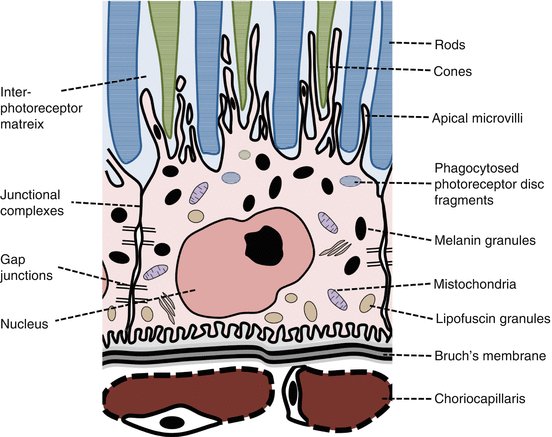 Inter-
photoreceptor
matreix
Junctional
complexes
Gap
junctions
Nucleus
Rods
Cones
Apical microvilli
Phagocytosed
photoreceptor disc
fragments
Melanin granules
Mistochondria
Lipofuscin granules
Bruch's membrane
Choriocapillaris